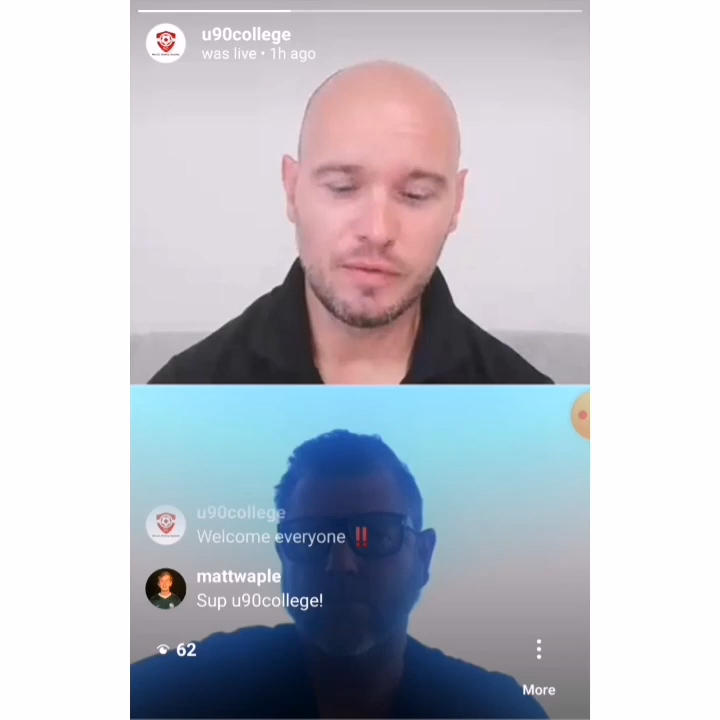 u90college
was live • 1h ago
u90college
Welcome everyone ‼
mattwaple
Sup u90college!
62
More